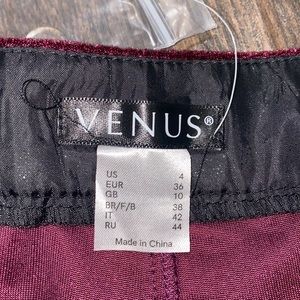 VENUS®
US 4
EUR 36
GB 10
BR/F/B 38
IT 42
RU 44
Made in China